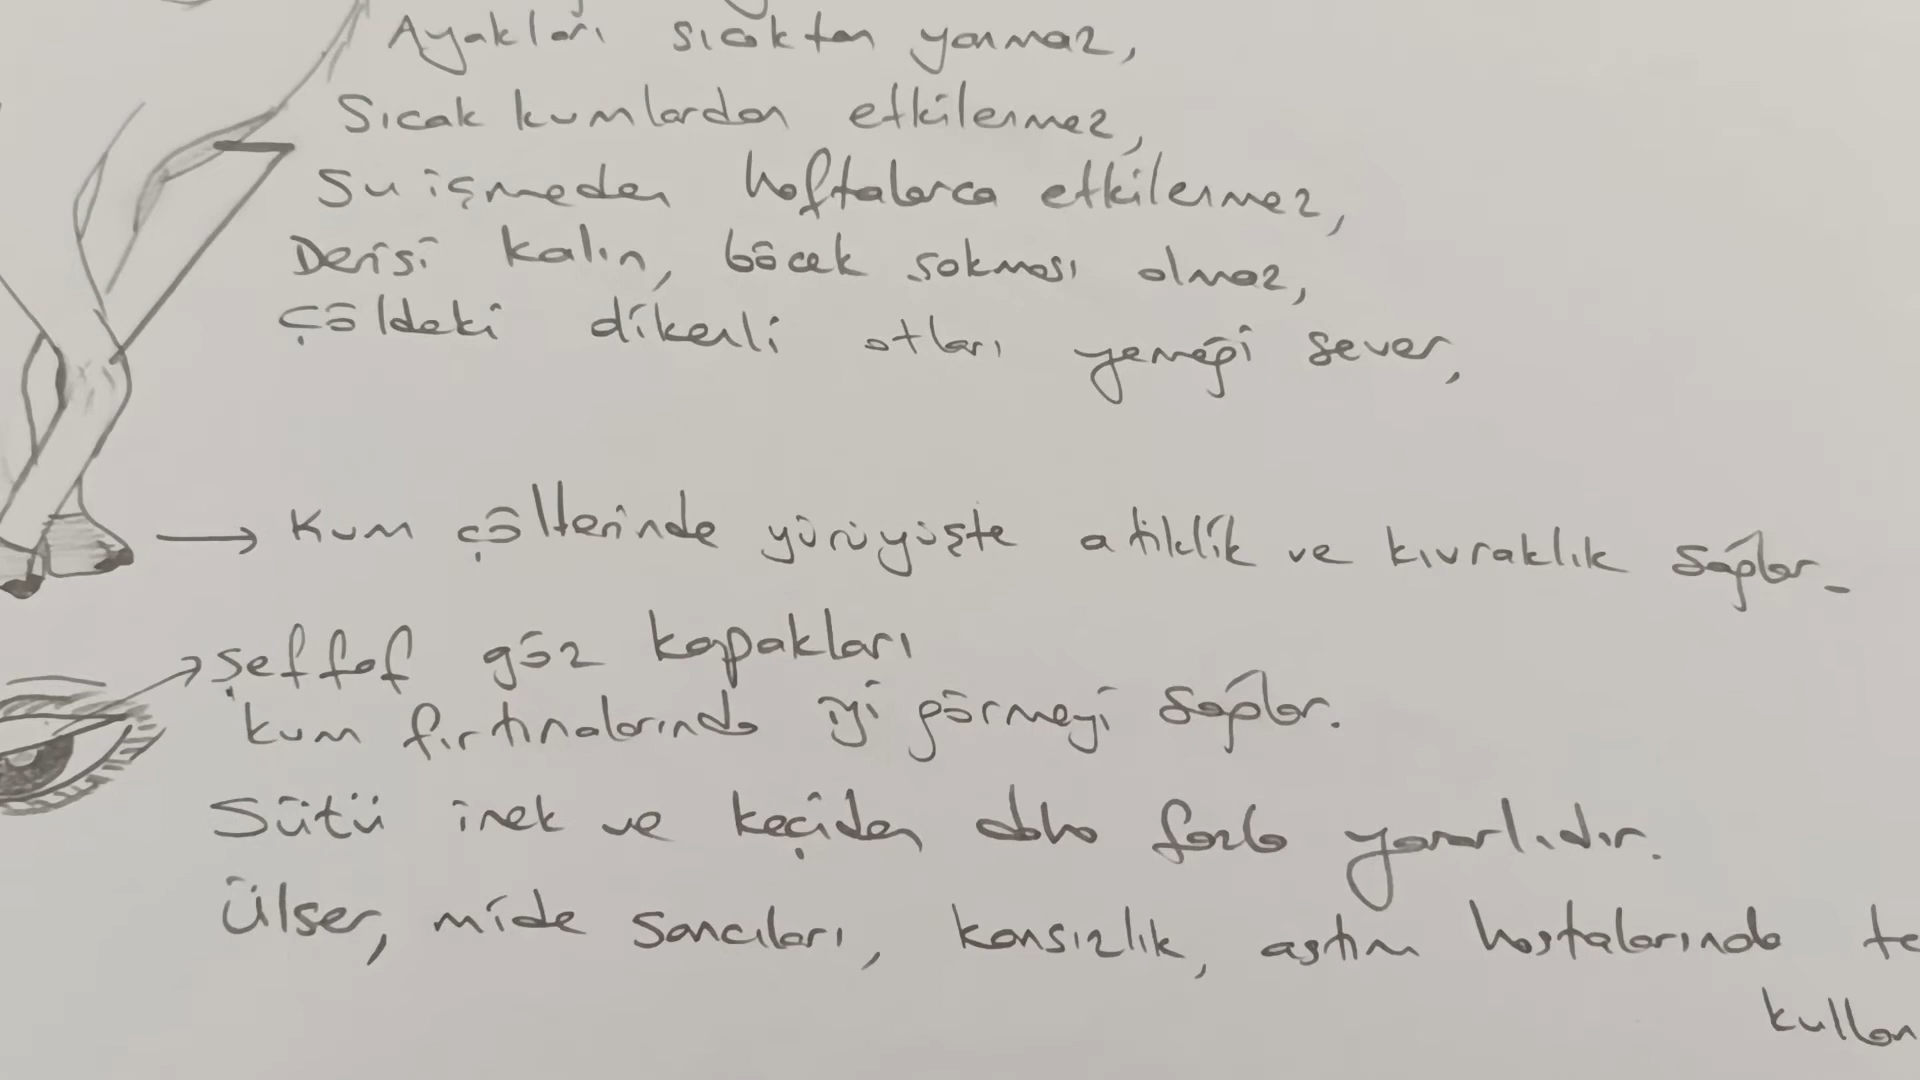 Ayakları sıcaktan yanmaz,
Sıcak kumlardan etkilenmez,
Su içmeden haftalarca etkilenmez,
Derisi kalın, böcek sokması olmaz,
Çöldeki dikenli otları yemeği sever,
Kum çöllerinde yürüyüşte atiklik ve kıvraklık sağlar.
Şeffaf göz kapakları
kum fırtınalarında iyi görmeyi sağlar.
Sütü inek ve keçiden daha fazla yararlıdır.
Ülser, mide sancıları, kansızlık, astım hastalarında te
kullan